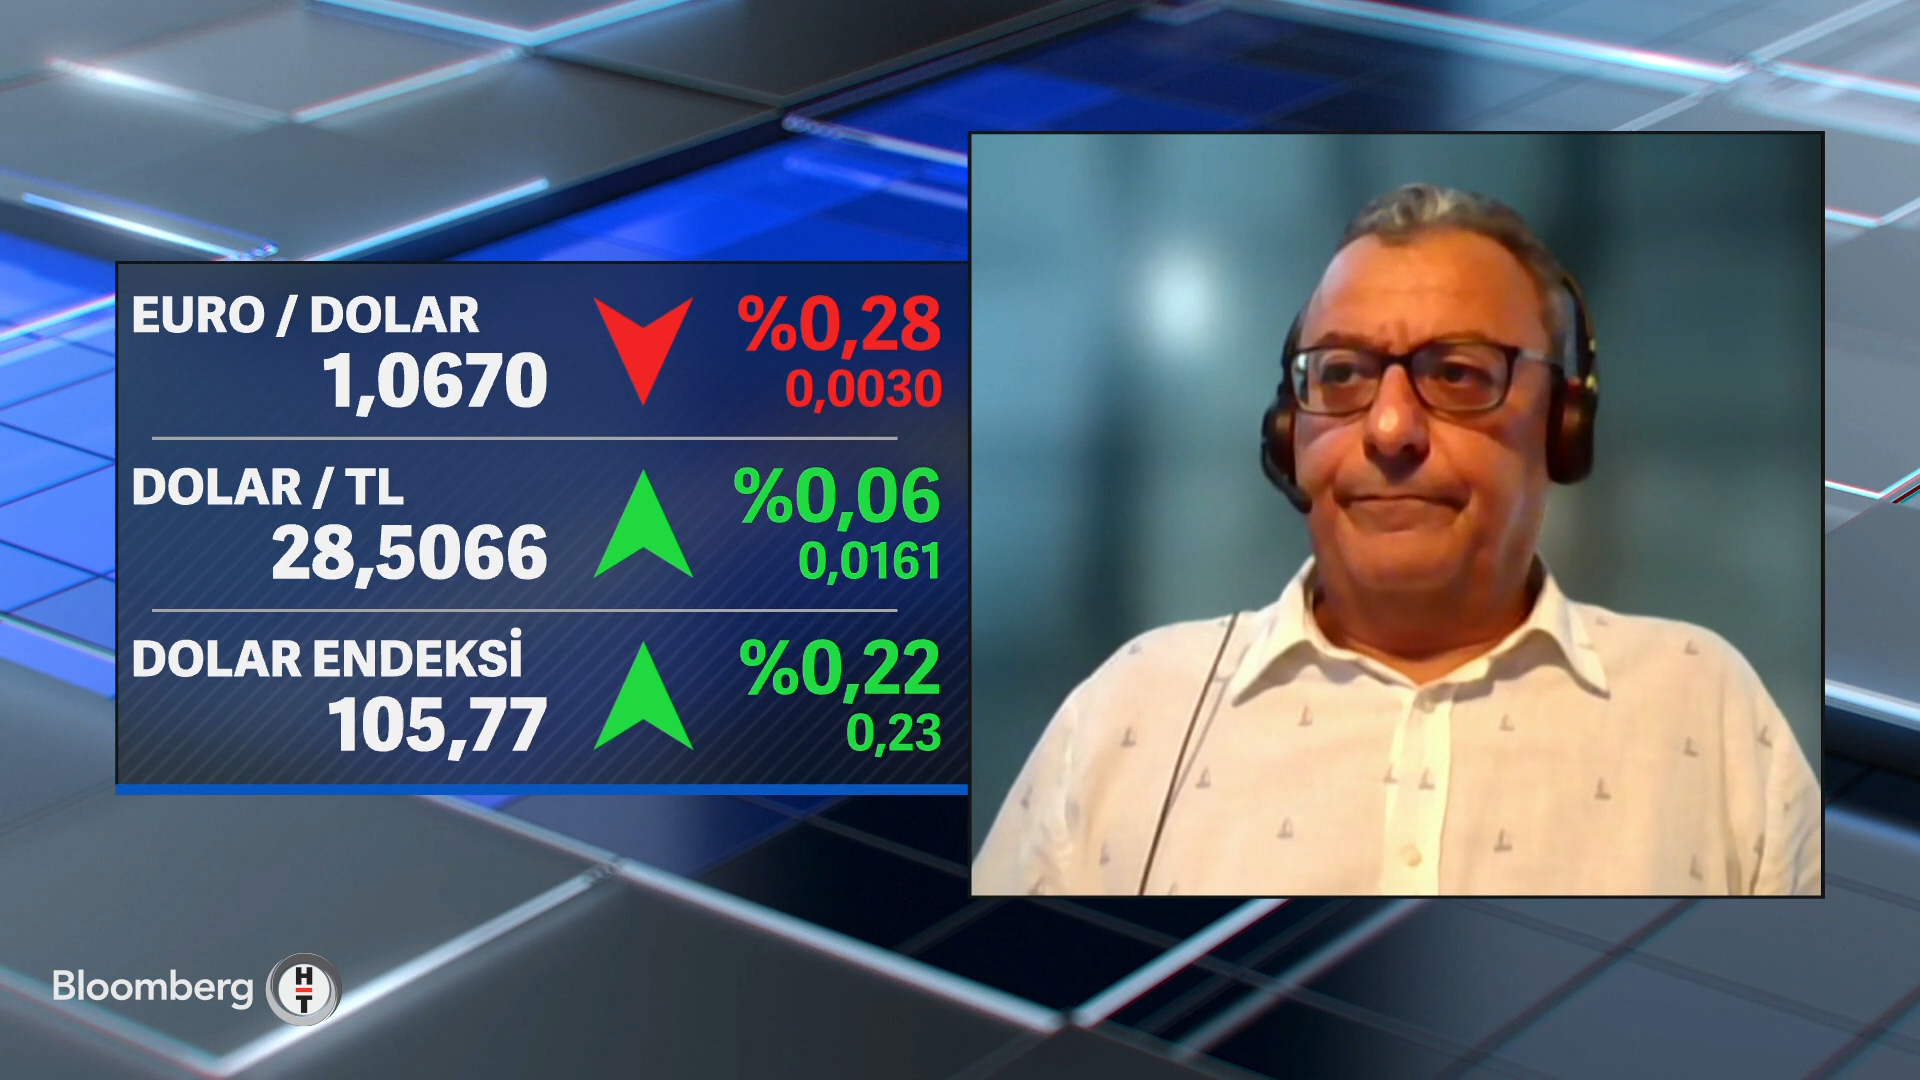 EURO / DOLAR
1,0670
%0,28
0,0030
DOLAR / TL
28,5066
%0,06
0,0161
DOLAR ENDEKSİ
105,77
%0,22
0,23
Bloomberg HT